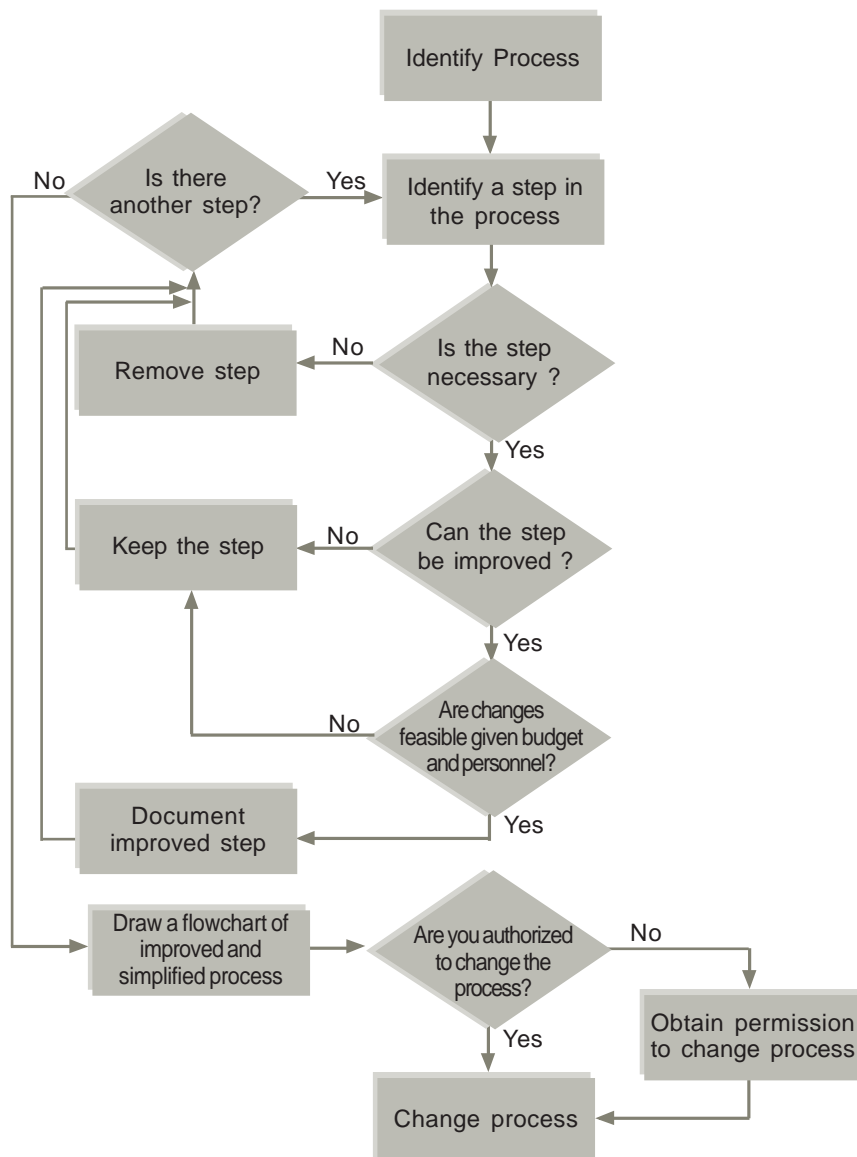 Identify Process
No
Is there
another step?
Yes
Identify a step in
the process
Remove step
No
Is the step
necessary ?
Yes
Keep the step
No
Can the step
be improved ?
Yes
No
Are changes
feasible given budget
and personnel?
Document
improved step
Yes
Draw a flowchart of
improved and
simplified process
Are you authorized
to change the
process?
No
Yes
Obtain permission
to change process
Change process